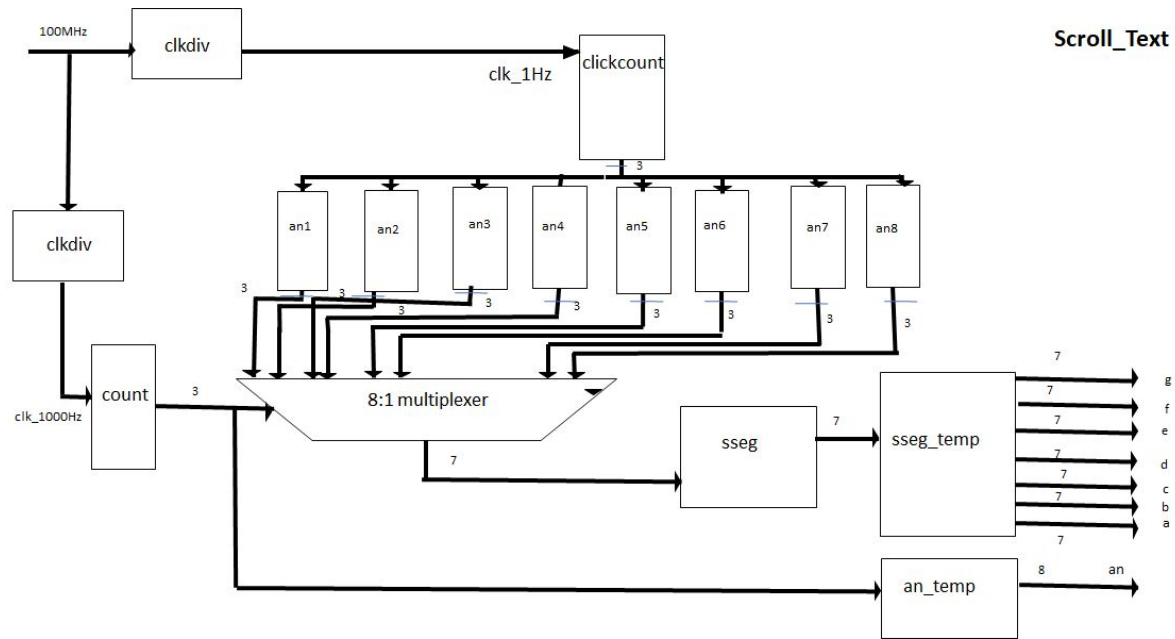 100MHz
clkdiv
clk_1Hz
clickcount
Scroll_Text
3
an1
an2
an3
an4
an5
an6
an7
an8
clkdiv
3
3
3
3
3
3
3
3
clk_1000Hz
count
3
8:1 multiplexer
7
sseg
7
sseg_temp
7
g
7
f
7
e
7
d
7
c
7
b
a
7
an_temp
8
an